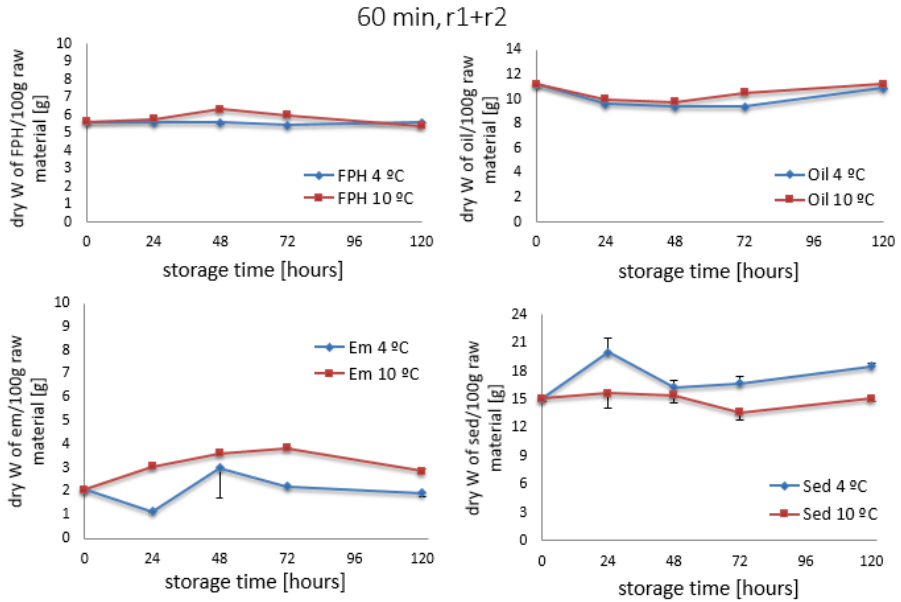 60 min, r1+r2
dry W of FPH/100g raw
material [g]
10
9
8
7
6
5
4
3
2
1
0
FPH 4 ºC
FPH 10 ºC
0 24 48 72 96 120
storage time [hours]
dry W of oil/100g raw
material [g]
14
12
10
8
6
4
2
0
Oil 4 ºC
Oil 10 ºC
0 24 48 72 96 120
storage time [hours]
dry W of em/100g raw
material [g]
10
9
8
7
6
5
4
3
2
1
0
Em 4 ºC
Em 10 ºC
0 24 48 72 96 120
storage time [hours]
dry W of sed/100g raw
material [g]
24
21
18
15
12
9
6
3
0
Sed 4 ºC
Sed 10 ºC
0 24 48 72 96 120
storage time [hours]